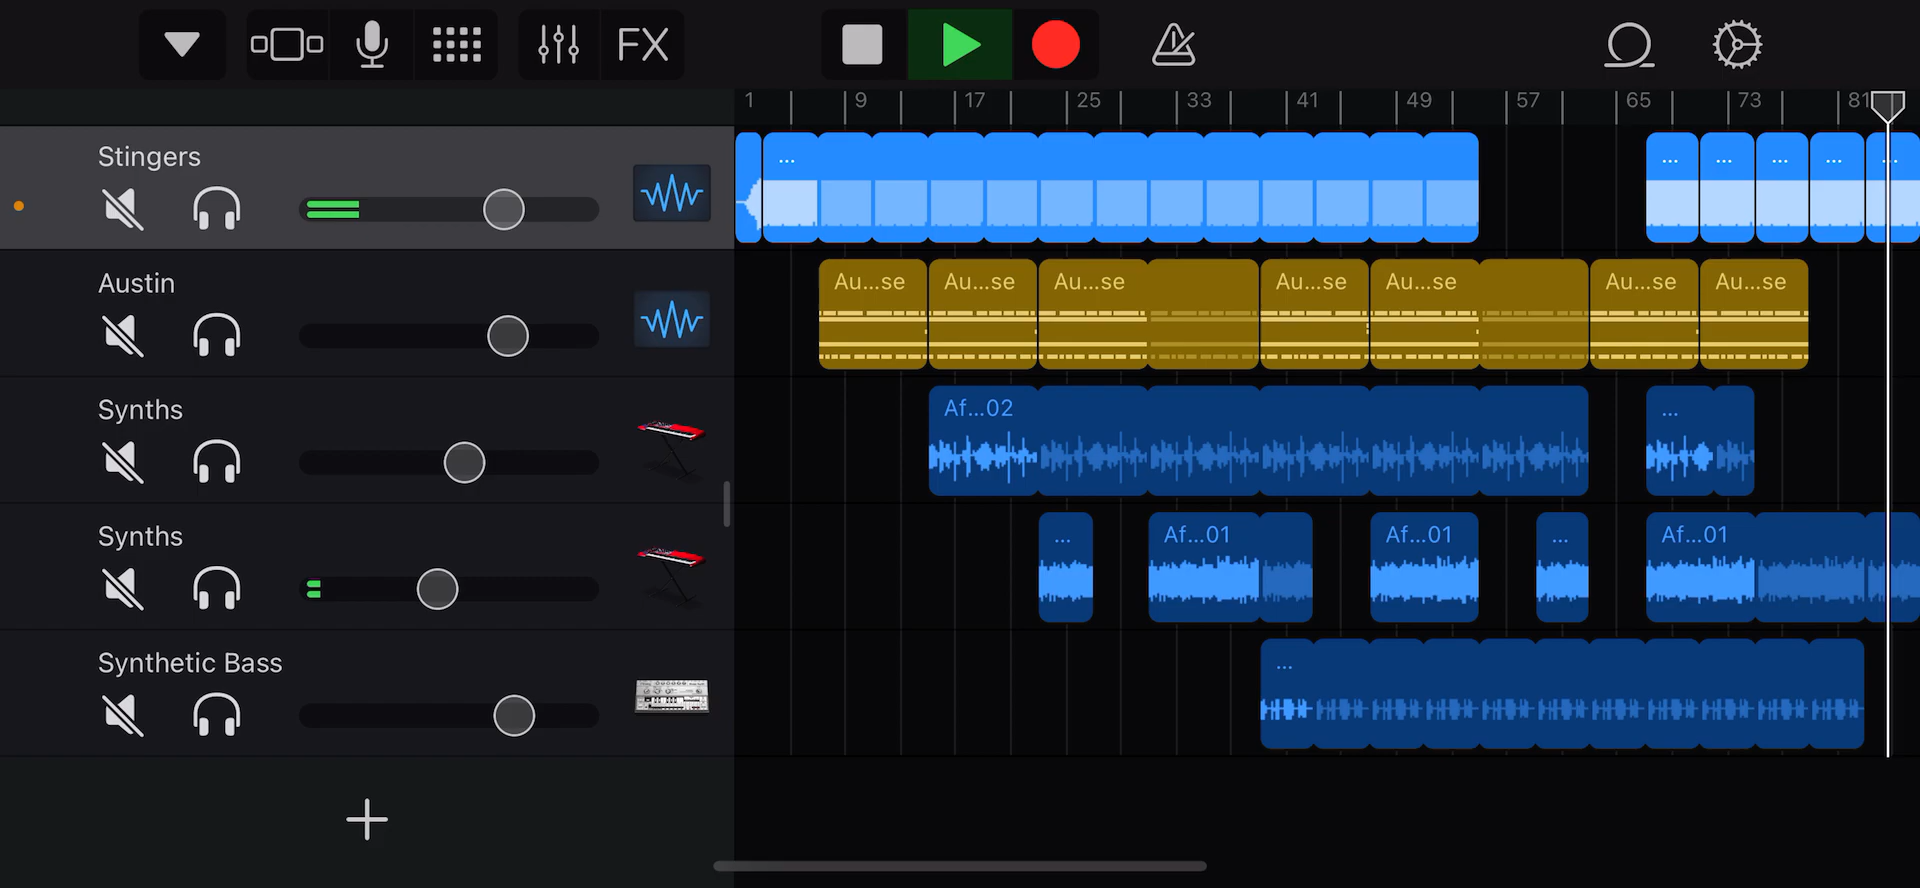 FX
1 9 17 25 33 41 49 57 65 73 81
Stingers
... ... ... ... ... ...
Austin
Au...se Au...se Au...se Au...se Au...se Au...se Au...se
Synths
Af...02 ...
Synths
... Af...01 Af...01 ... Af...01
Synthetic Bass
...